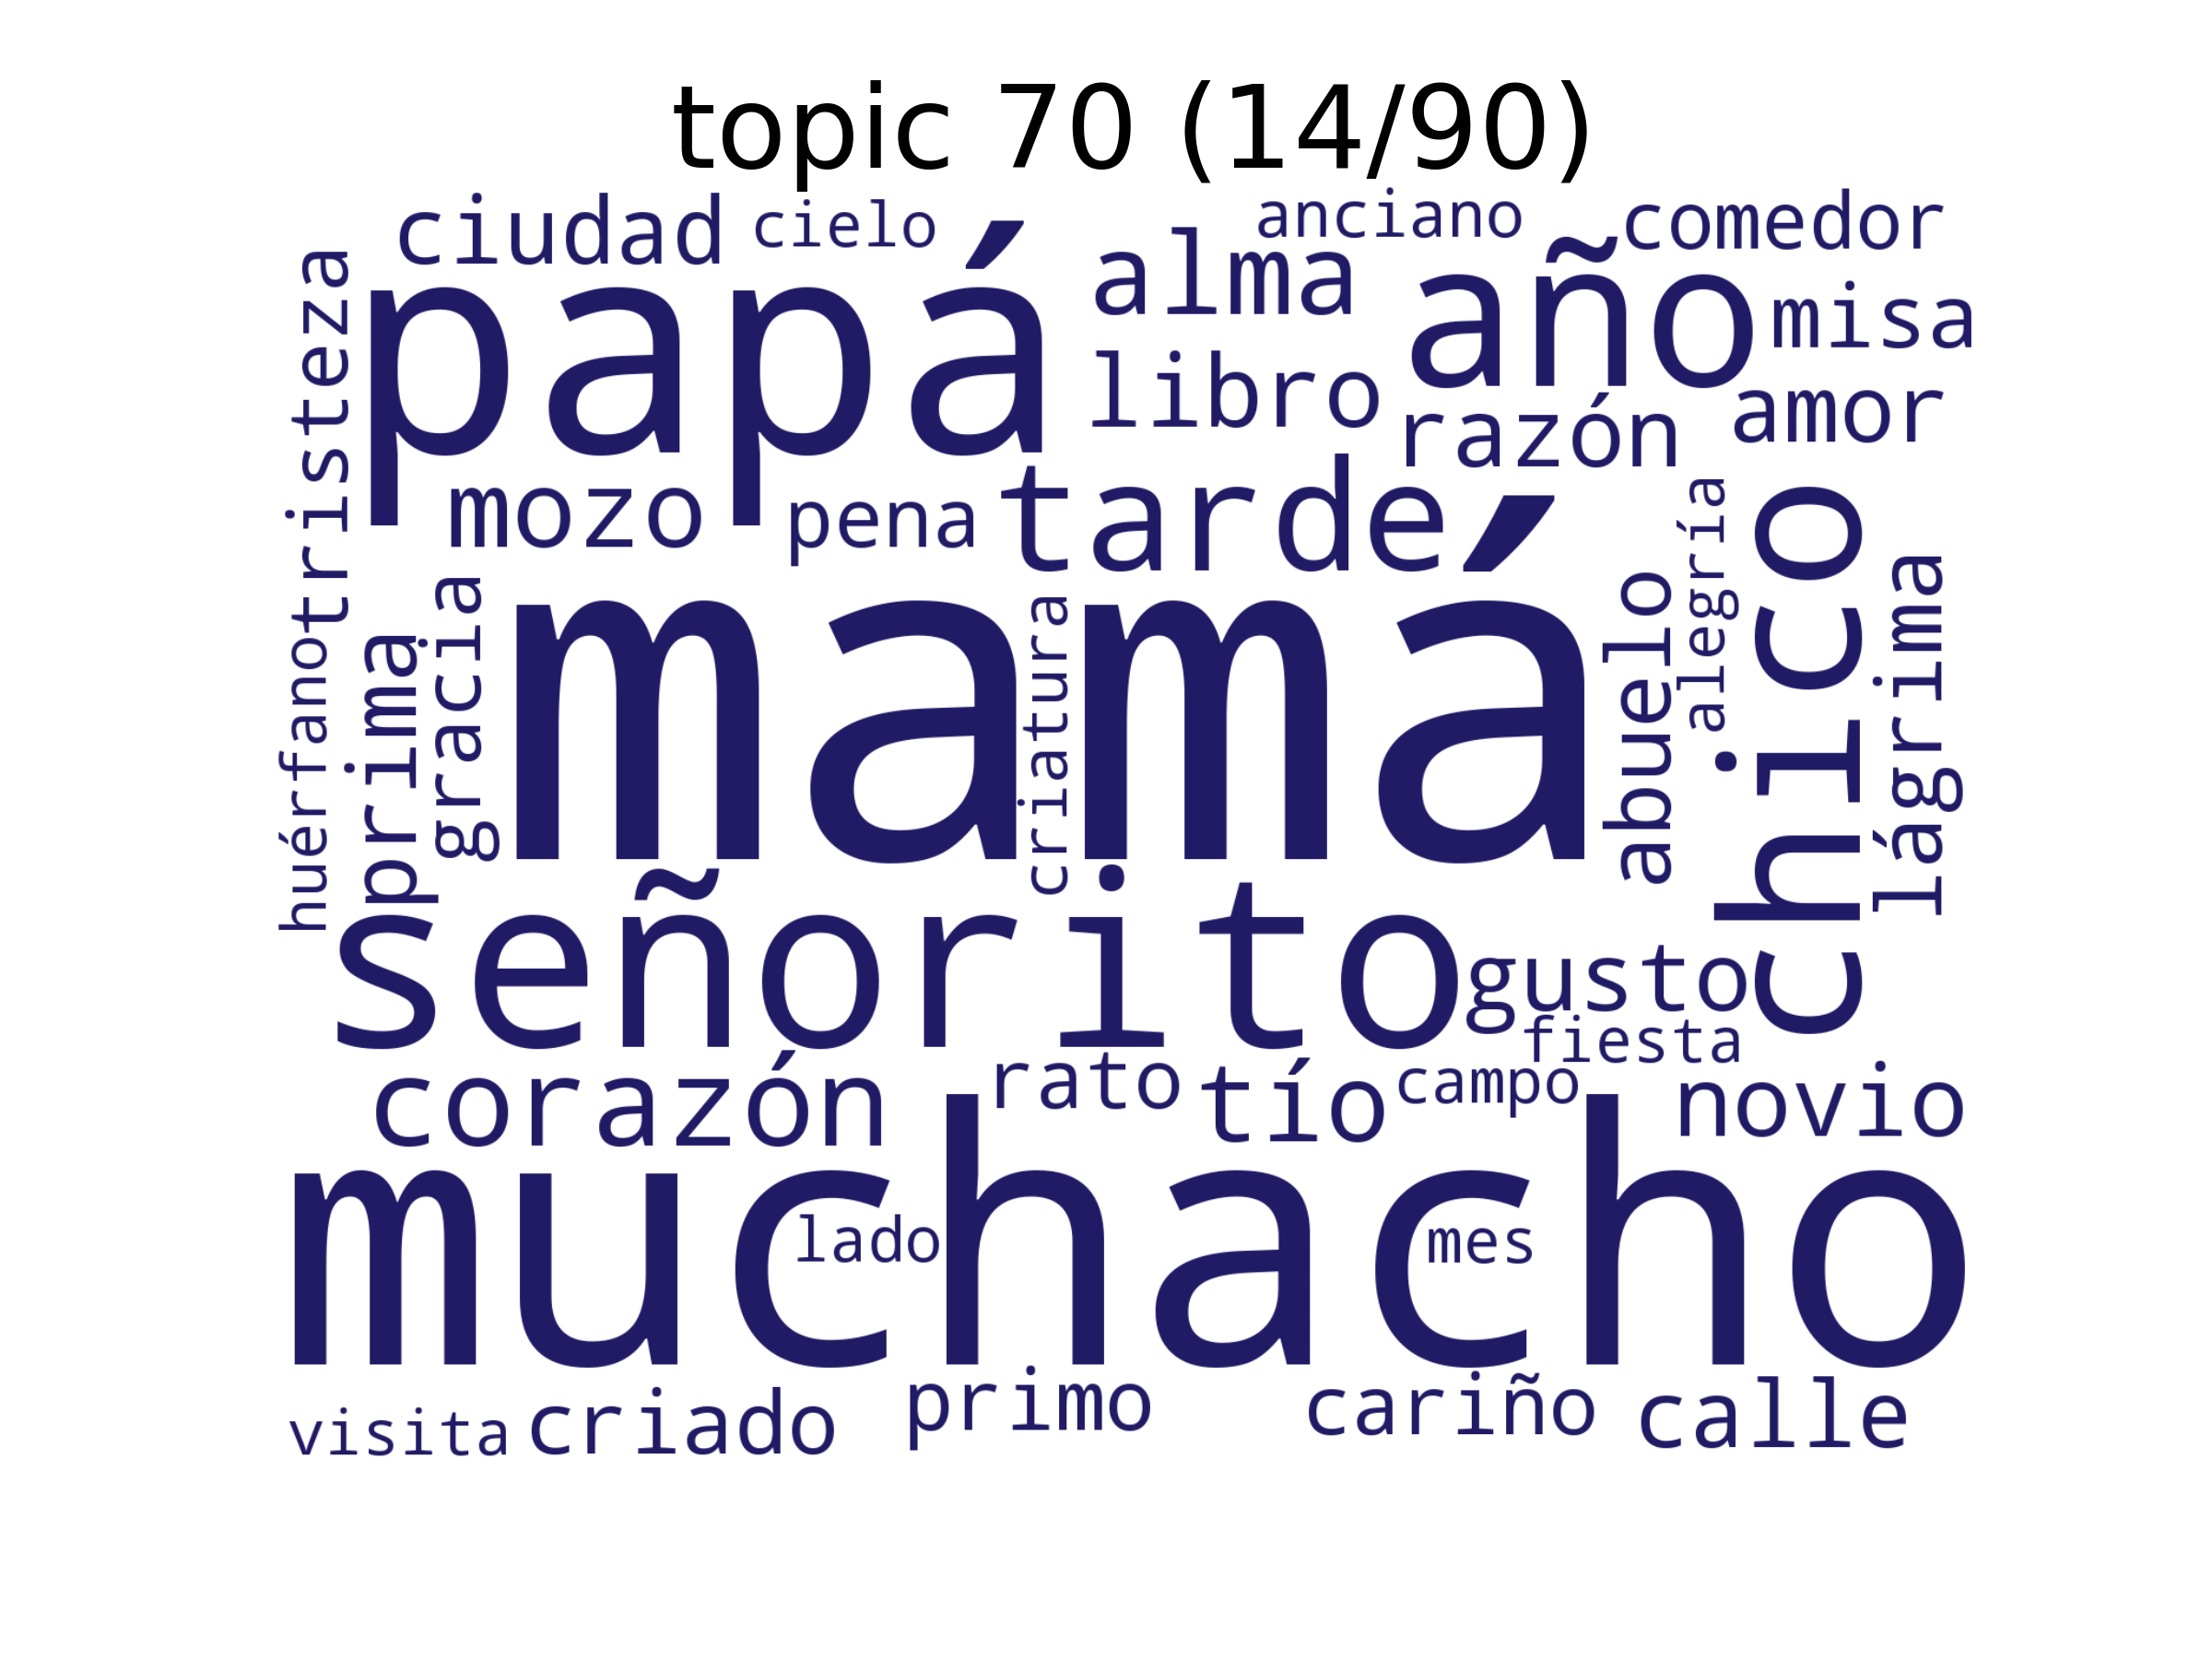 topic 70 (14/90)
ciudad cielo anciano comedor
papá alma año misa
tristeza libro razón amor
mozo pena tarde
mamá chico
huérfano prima gracia criatura abuelo alegría lágrima
señorito gusto
fiesta
corazón rato tío campo novio
muchacho
lado mes
visita criado primo cariño calle